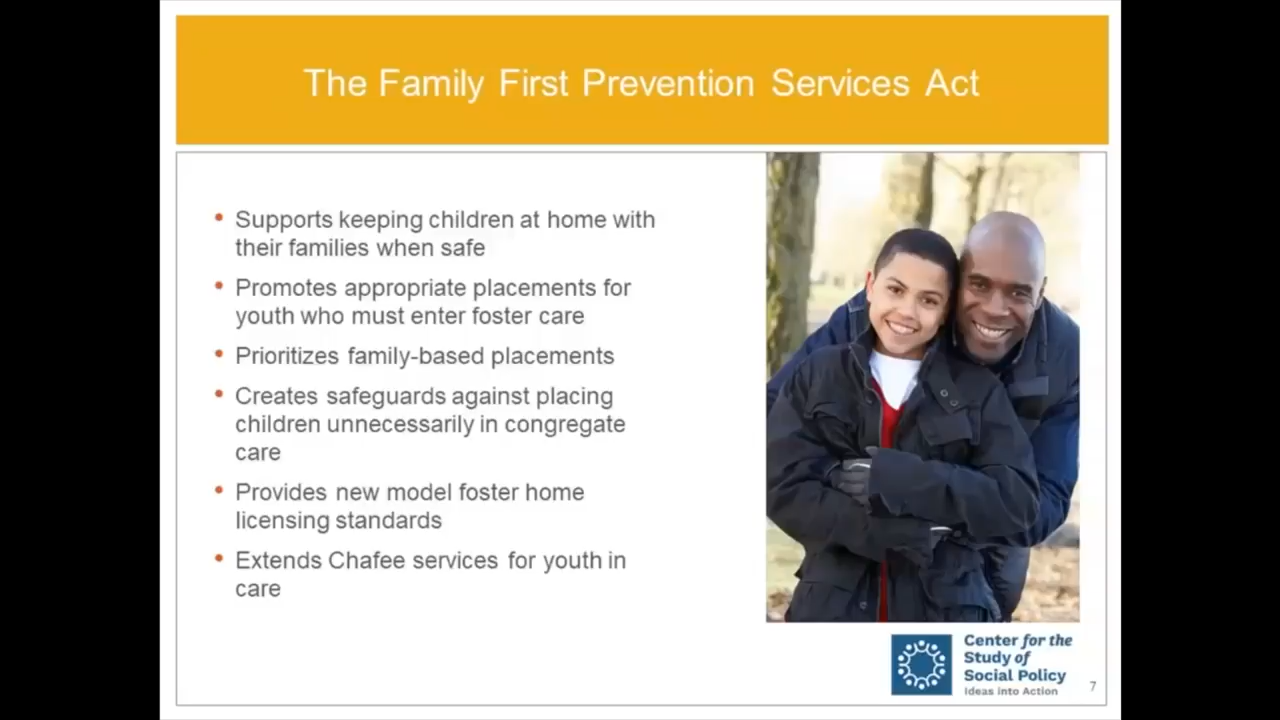 The Family First Prevention Services Act
• Supports keeping children at home with
their families when safe
• Promotes appropriate placements for
youth who must enter foster care
• Prioritizes family-based placements
• Creates safeguards against placing
children unnecessarily in congregate
care
• Provides new model foster home
licensing standards
• Extends Chafee services for youth in
care
Center for the
Study of
Social Policy
Ideas into Action
7